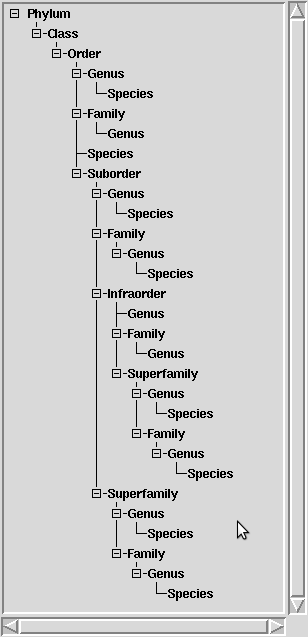 Phylum
Class
Order
Genus
Species
Family
Genus
Species
Suborder
Genus
Species
Family
Genus
Species
Infraorder
Genus
Family
Genus
Superfamily
Genus
Species
Family
Genus
Species
Superfamily
Genus
Species
Family
Genus
Species